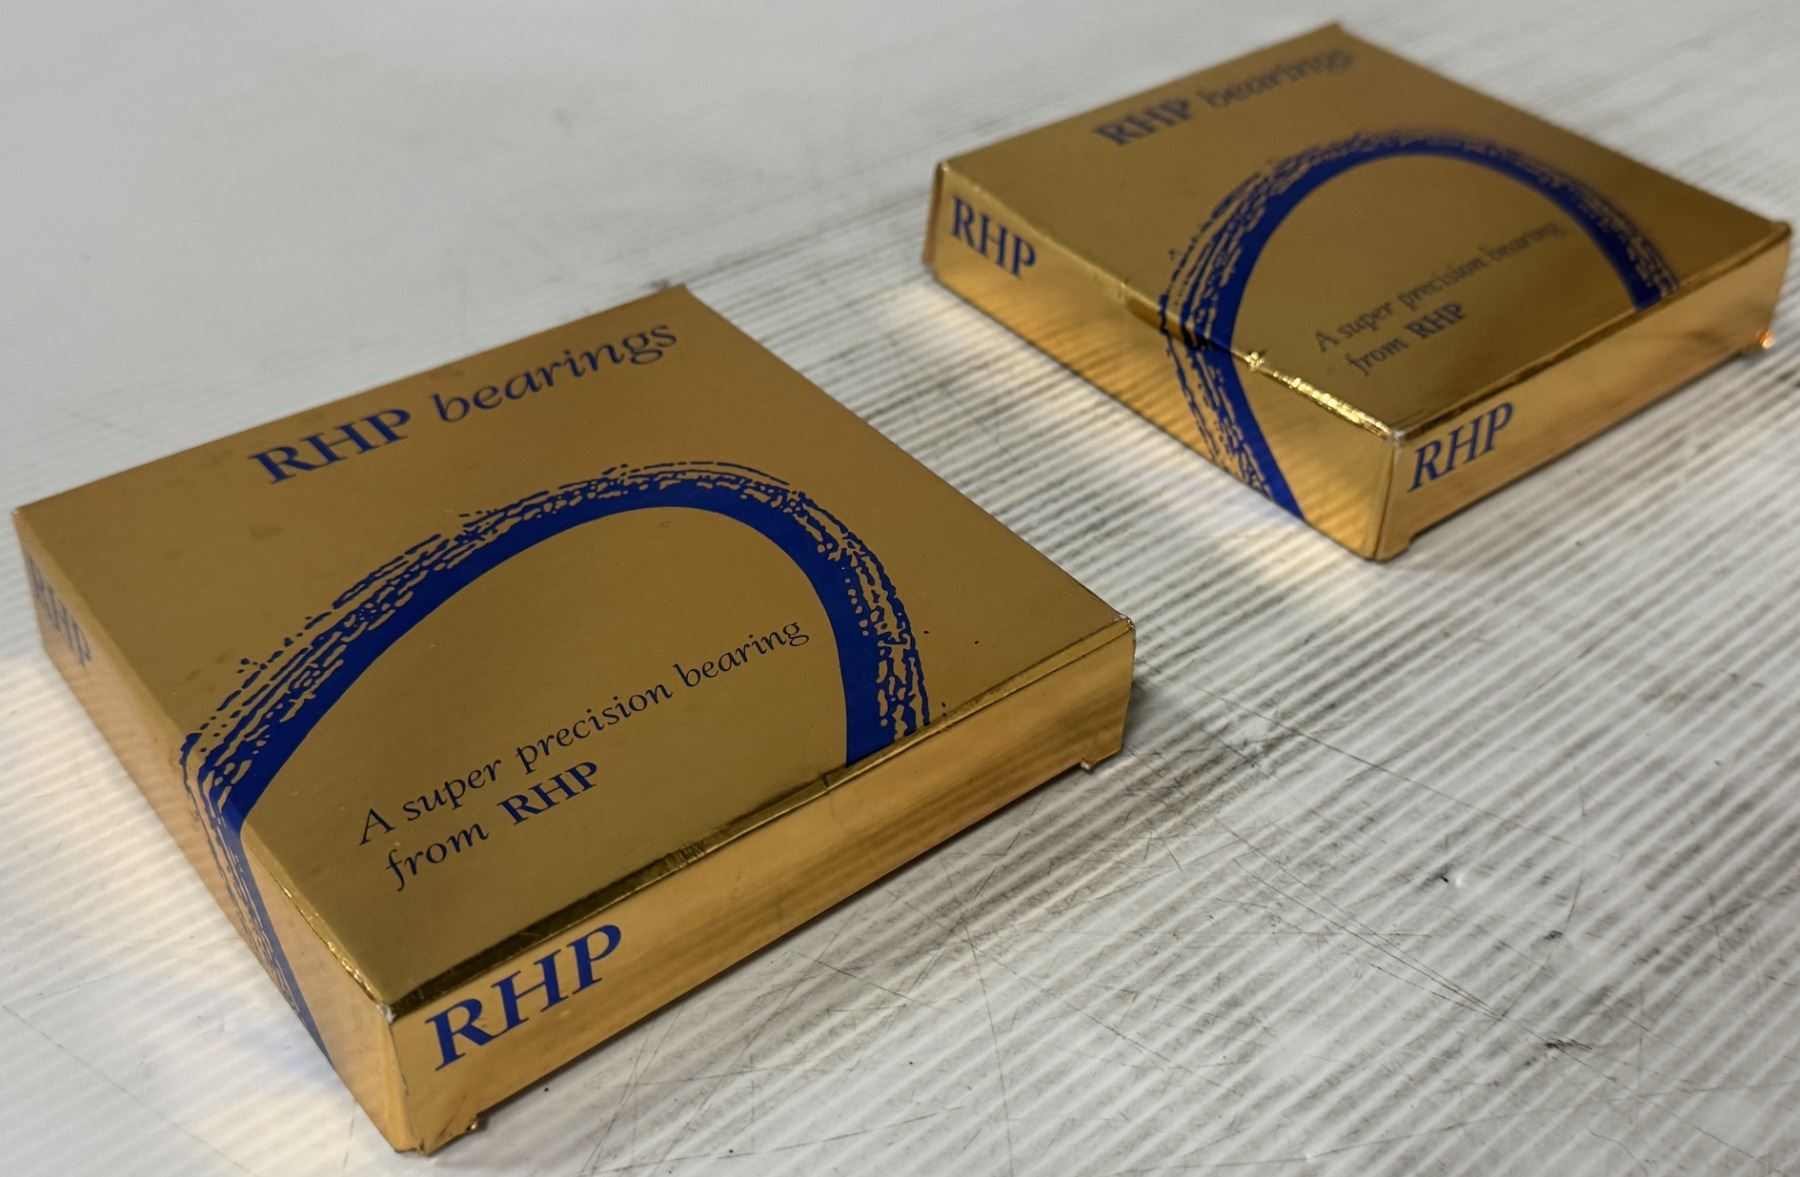 RHP bearings
A super precision bearing
from RHP
RHP
RHP
RHP bearings
A super precision bearing
from RHP
RHP
RHP